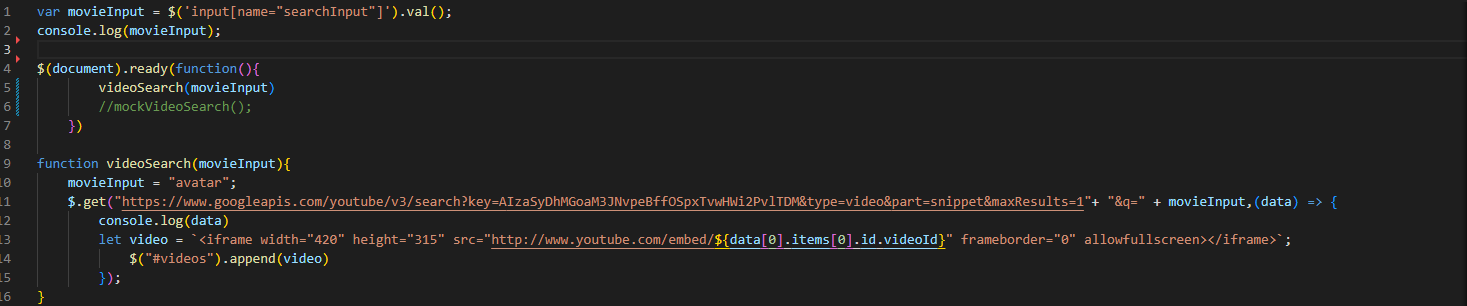 1 var movieInput = $('input[name="searchInput"]').val();
2 console.log(movieInput);
3
4 $(document).ready(function(){
5 videoSearch(movieInput)
6 //mockVideoSearch();
7 })
8
9 function videoSearch(movieInput){
10 movieInput = "avatar";
11 $.get("https://www.googleapis.com/youtube/v3/search?key=AIzaSyDhMGoaM3JNvpeBffOSpxTvwHWi2PvlTDM&type=video&part=snippet&maxResults=1"+ "&q=" + movieInput,(data) => {
12 console.log(data)
13 let video = `<iframe width="420" height="315" src="http://www.youtube.com/embed/${data[0].items[0].id.videoId}" frameborder="0" allowfullscreen></iframe>`;
14 $("#videos").append(video)
15 });
16 }